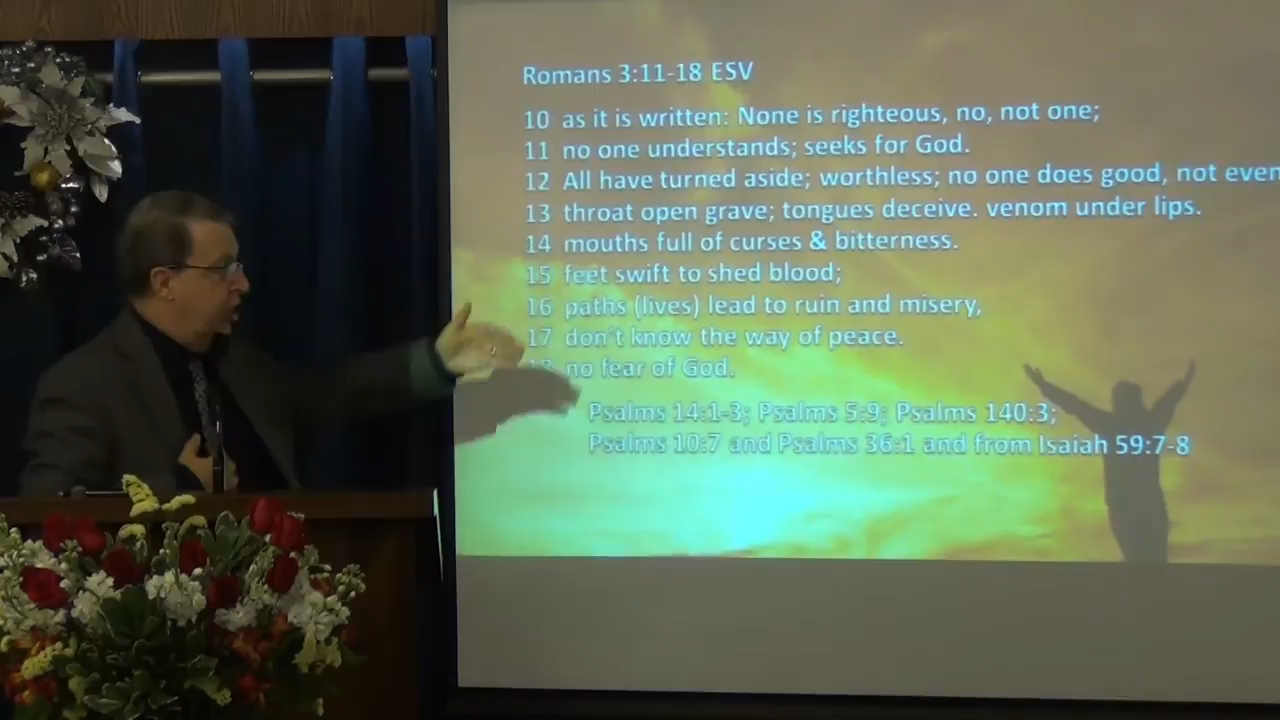 Romans 3:11-18 ESV
10 as it is written: None is righteous, no, not one;
11 no one understands; seeks for God.
12 All have turned aside; worthless; no one does good, not even
13 throat open grave; tongues deceive. venom under lips.
14 mouths full of curses & bitterness.
15 feet swift to shed blood;
16 paths (lives) lead to ruin and misery,
17 don't know the way of peace.
18 no fear of God.
Psalms 14:1-3; Psalms 5:9; Psalms 140:3;
Psalms 10:7 and Psalms 36:1 and from Isaiah 59:7-8